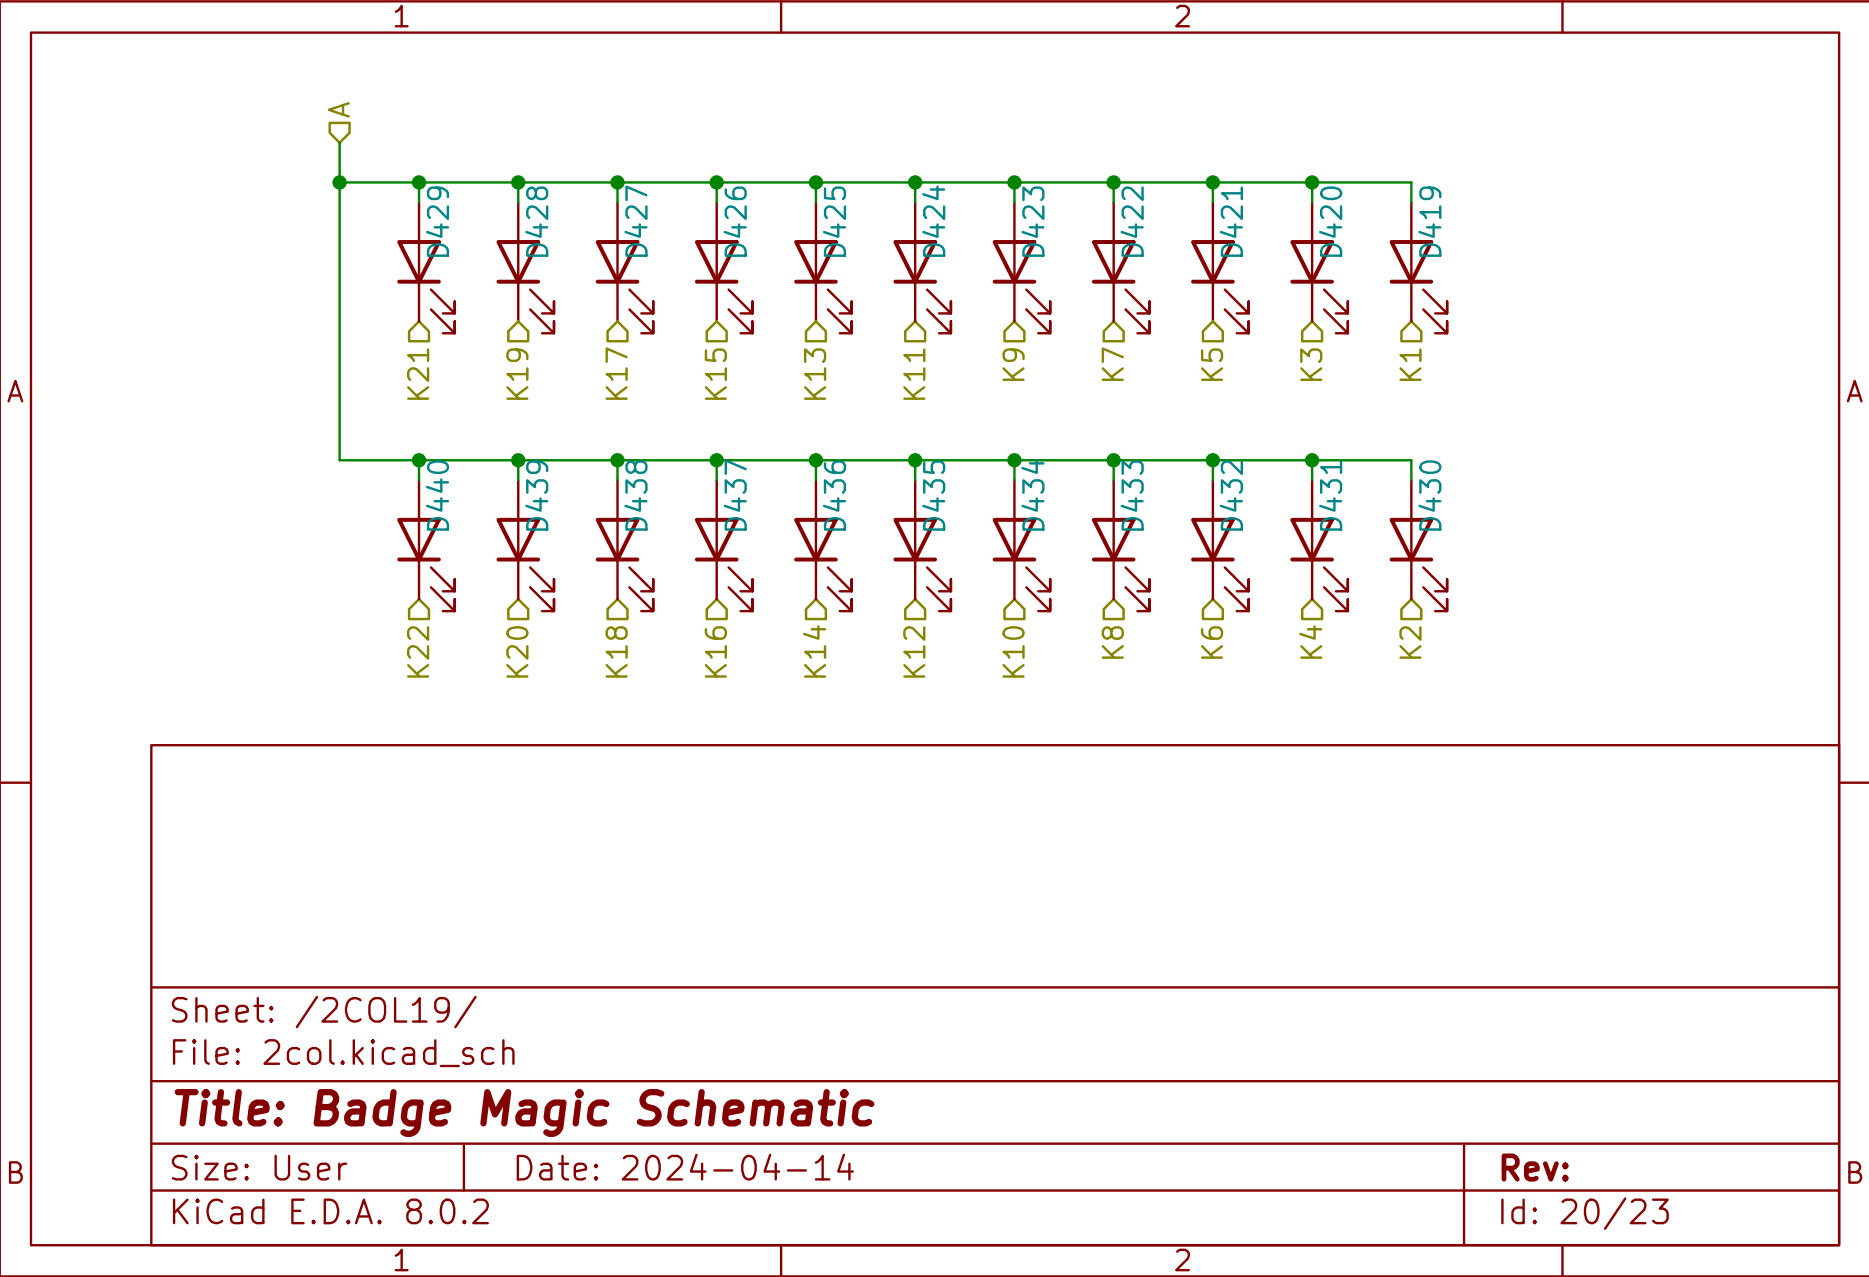 1 2
A
D429 D428 D427 D426 D425 D424 D423 D422 D421 D420 D419
K21 K19 K17 K15 K13 K11 K9 K7 K5 K3 K1
A A
D440 D439 D438 D437 D436 D435 D434 D433 D432 D431 D430
K22 K20 K18 K16 K14 K12 K10 K8 K6 K4 K2
Sheet: /2COL19/
File: 2col.kicad_sch
Title: Badge Magic Schematic
B B
Size: User Date: 2024-04-14 Rev:
KiCad E.D.A. 8.0.2 Id: 20/23
1 2